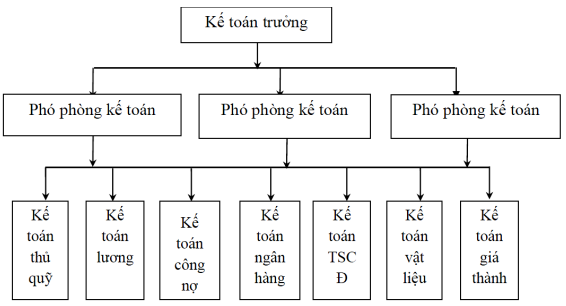 Kế toán trưởng
Phó phòng kế toán
Phó phòng kế toán
Phó phòng kế toán
Kế
toán
thủ
quỹ
Kế
toán
lương
Kế
toán
công
nợ
Kế
toán
ngân
hàng
Kế
toán
TSC
Đ
Kế
toán
vật
liệu
Kế
toán
giá
thành